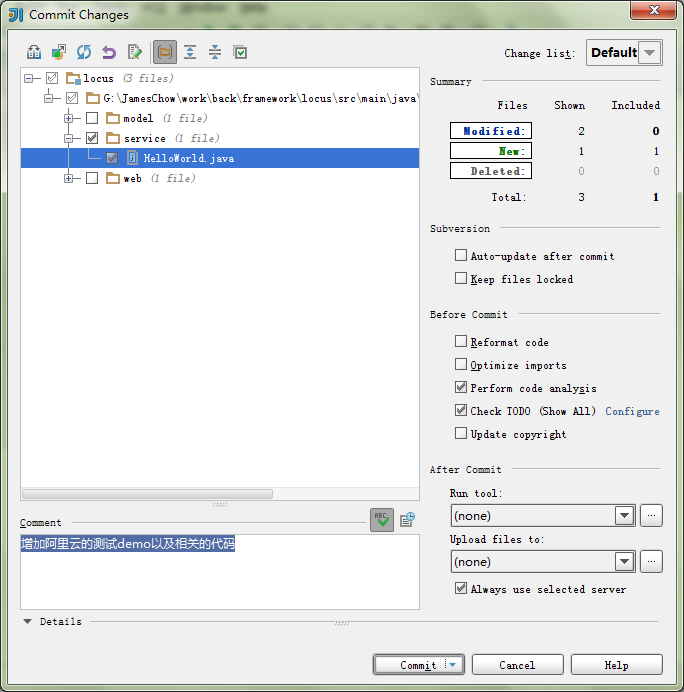 Commit Changes
Change list: Default
locus (3 files)
G:\JamesChow\work\back\framework\locus\src\main\java\
model (1 file)
service (1 file)
HelloWorld.java
web (1 file)
Summary
Files Shown Included
Modified: 2 0
New: 1 1
Deleted: 0 0
Total: 3 1
Subversion
Auto-update after commit
Keep files locked
Before Commit
Reformat code
Optimize imports
Perform code analysis
Check TODO (Show All) Configure
Update copyright
After Commit
Run tool:
(none) ...
Upload files to:
(none) ...
Always use selected server
Comment
ABC
增加阿里云的测试demo以及相关的代码
Details
Commit Cancel Help